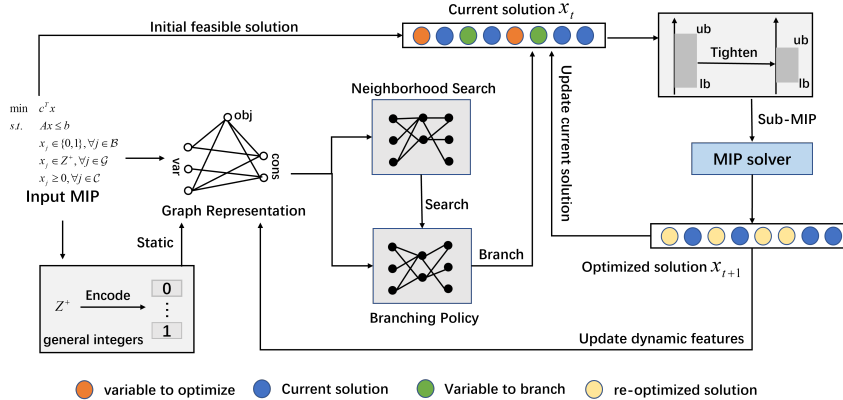 Current solution x_t
Initial feasible solution
ub
Tighten
ub
lb
lb
Neighborhood Search
Update current solution
min c^T x
s.t. Ax ≤ b
x_j ∈ {0,1}, ∀j ∈ B
x_j ∈ Z^+, ∀j ∈ G
x_j ≥ 0, ∀j ∈ C
Input MIP
obj
var
cons
Graph Representation
Sub-MIP
MIP solver
Search
Static
Branch
Optimized solution x_{t+1}
Z^+
Encode
0
⋮
1
general integers
Branching Policy
Update dynamic features
variable to optimize
Current solution
Variable to branch
re-optimized solution